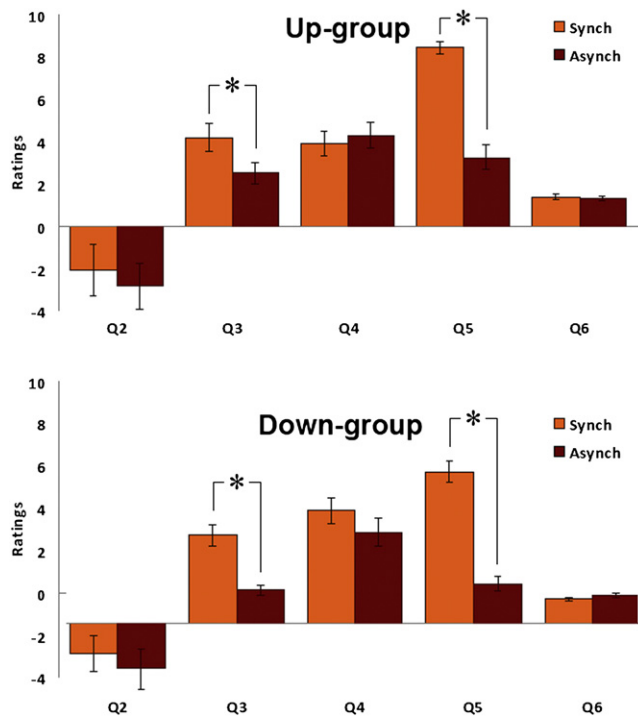 10
Up-group
Synch
Asynch
8
6
4
2
0
-2
-4
Ratings
*
*
Q2 Q3 Q4 Q5 Q6
10
Down-group
Synch
Asynch
8
6
4
2
0
-2
-4
Ratings
*
*
Q2 Q3 Q4 Q5 Q6